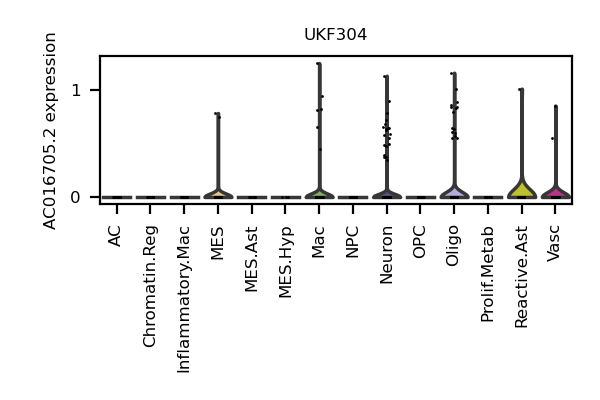 UKF304
AC016705.2 expression
1
0
AC
Chromatin.Reg
Inflammatory.Mac
MES
MES.Ast
MES.Hyp
Mac
NPC
Neuron
OPC
Oligo
Prolif.Metab
Reactive.Ast
Vasc